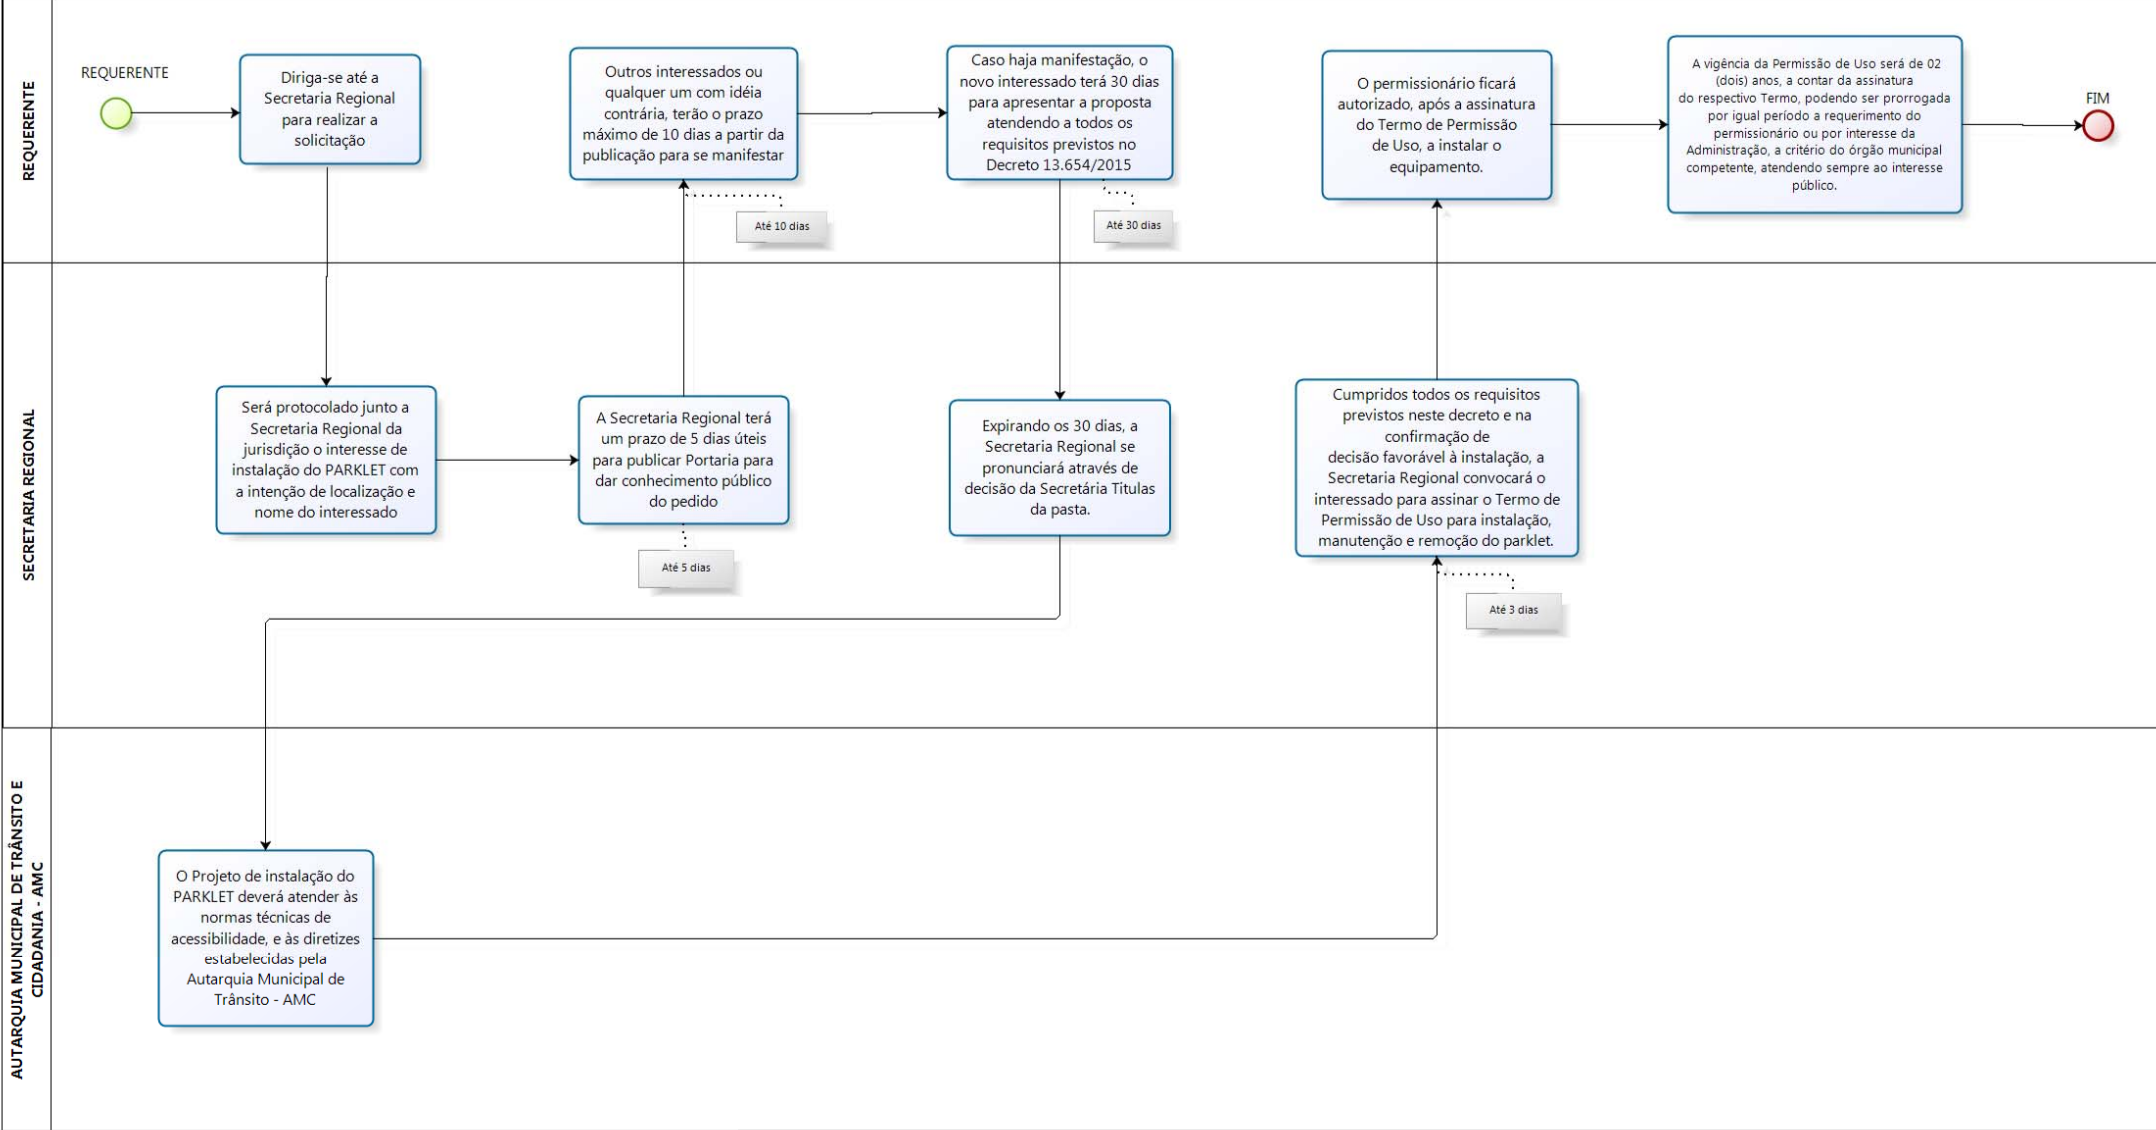 REQUERENTE
REQUERENTE
Diriga-se até a
Secretaria Regional
para realizar a
solicitação
Outros interessados ou
qualquer um com idéia
contrária, terão o prazo
máximo de 10 dias a partir da
publicação para se manifestar
Até 10 dias
Caso haja manifestação, o
novo interessado terá 30 dias
para apresentar a proposta
atendendo a todos os
requisitos previstos no
Decreto 13.654/2015
Até 30 dias
O permissionário ficará
autorizado, após a assinatura
do Termo de Permissão
de Uso, a instalar o
equipamento.
A vigência da Permissão de Uso será de 02
(dois) anos, a contar da assinatura
do respectivo Termo, podendo ser prorrogada
por igual período a requerimento do
permissionário ou por interesse da
Administração, a critério do órgão municipal
competente, atendendo sempre ao interesse
público.
FIM
SECRETARIA REGIONAL
Será protocolado junto a
Secretaria Regional da
jurisdição o interesse de
instalação do PARKLET com
a intenção de localização e
nome do interessado
A Secretaria Regional terá
um prazo de 5 dias úteis
para publicar Portaria para
dar conhecimento público
do pedido
Até 5 dias
Expirando os 30 dias, a
Secretaria Regional se
pronunciará através de
decisão da Secretária Titulas
da pasta.
Cumpridos todos os requisitos
previstos neste decreto e na
confirmação de
decisão favorável à instalação, a
Secretaria Regional convocará o
interessado para assinar o Termo de
Permissão de Uso para instalação,
manutenção e remoção do parklet.
Até 3 dias
AUTARQUIA MUNICIPAL DE TRÂNSITO E
CIDADANIA - AMC
O Projeto de instalação do
PARKLET deverá atender às
normas técnicas de
acessibilidade, e às diretizes
estabelecidas pela
Autarquia Municipal de
Trânsito - AMC